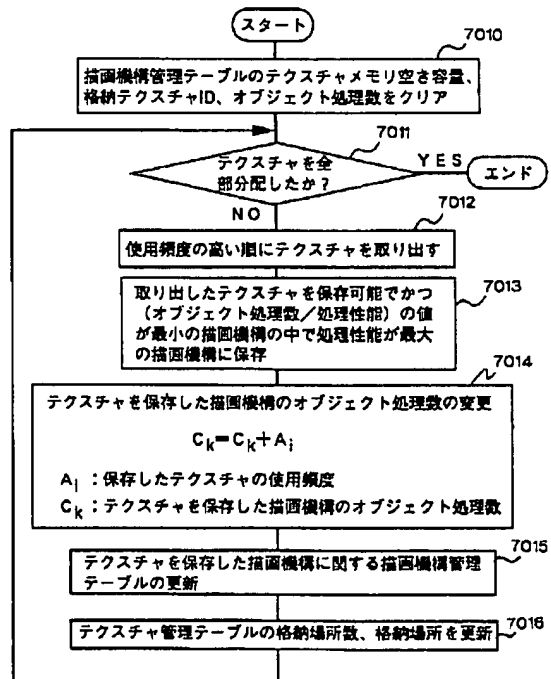 スタート
7010
描画機構管理テーブルのテクスチャメモリ空き容量、
格納テクスチャID、オブジェクト処理数をクリア
7011
テクスチャを全
部分配したか?
YES
エンド
NO
7012
使用頻度の高い順にテクスチャを取り出す
7013
取り出したテクスチャを保存可能でかつ
(オブジェクト処理数/処理性能)の値
が最小の描画機構の中で処理性能が最大
の描画機構に保存
7014
テクスチャを保存した描画機構のオブジェクト処理数の変更
Ck=Ck+Ai
Ai:保存したテクスチャの使用頻度
Ck:テクスチャを保存した描画機構のオブジェクト処理数
7015
テクスチャを保存した描画機構に関する描画機構管理
テーブルの更新
7016
テクスチャ管理テーブルの格納場所数、格納場所を更新